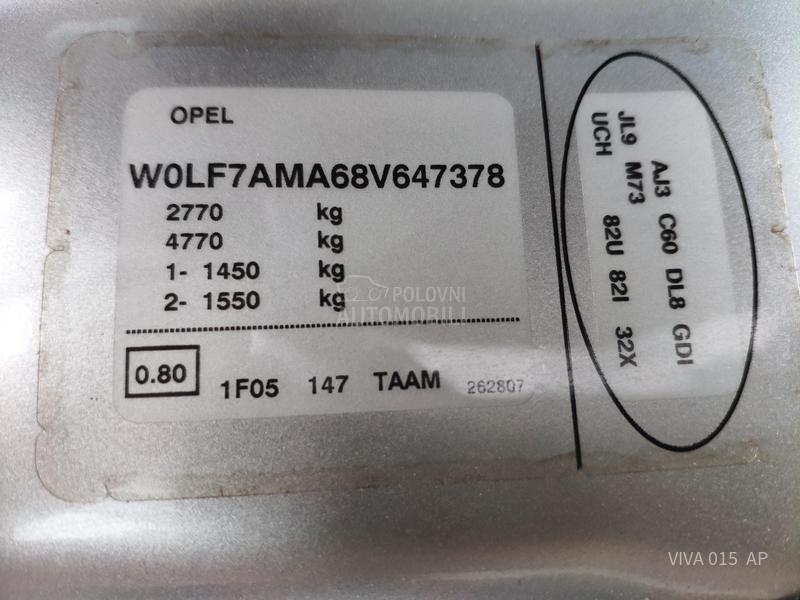 OPEL
W0LF7AMA68V647378
2770 kg
4770 kg
1- 1450 kg
2- 1550 kg
POLOVNI
AUTOMOBILI
0.80 1F05 147 TAAM 262807
AJ3 C60 DL8 GDI
JL9 M73 82U 82I 32X
UCH
VIVA 015 AP